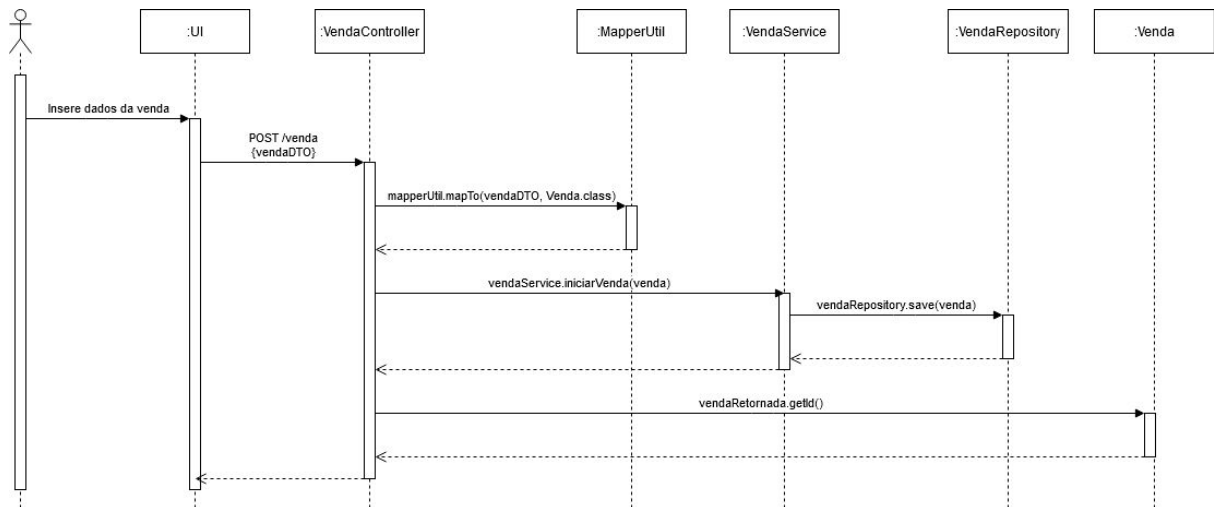 :UI
:VendaController
:MapperUtil
:VendaService
:VendaRepository
:Venda
Insere dados da venda
POST /venda
{vendaDTO}
mapperUtil.mapTo(vendaDTO, Venda.class)
vendaService.iniciarVenda(venda)
vendaRepository.save(venda)
vendaRetornada.getId()